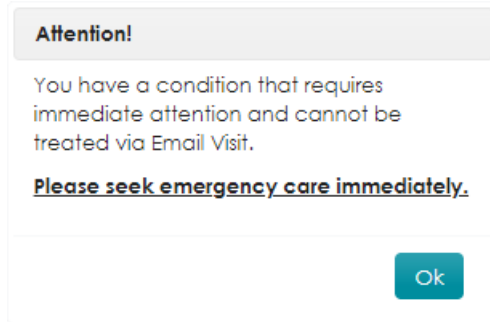 Attention!
You have a condition that requires
immediate attention and cannot be
treated via Email Visit.
Please seek emergency care immediately.
Ok